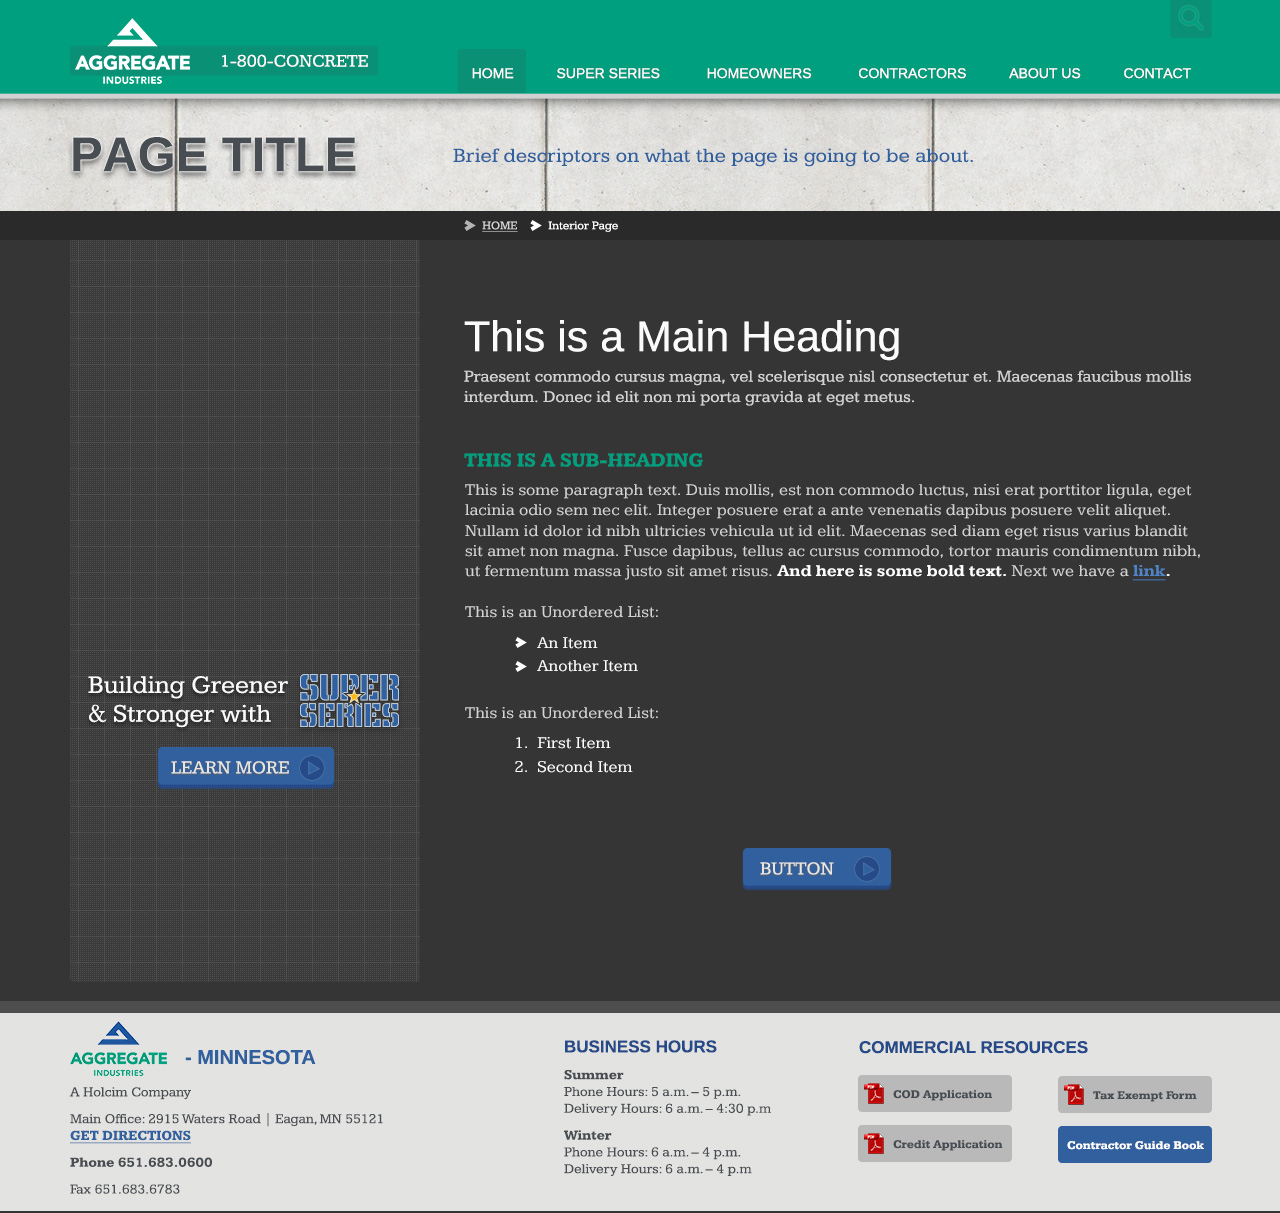 AGGREGATE
INDUSTRIES
1-800-CONCRETE
HOME SUPER SERIES HOMEOWNERS CONTRACTORS ABOUT US CONTACT
PAGE TITLE
Brief descriptors on what the page is going to be about.
HOME Interior Page
This is a Main Heading
Praesent commodo cursus magna, vel scelerisque nisl consectetur et. Maecenas faucibus mollis
interdum. Donec id elit non mi porta gravida at eget metus.
THIS IS A SUB-HEADING
This is some paragraph text. Duis mollis, est non commodo luctus, nisi erat porttitor ligula, eget
lacinia odio sem nec elit. Integer posuere erat a ante venenatis dapibus posuere velit aliquet.
Nullam id dolor id nibh ultricies vehicula ut id elit. Maecenas sed diam eget risus varius blandit
sit amet non magna. Fusce dapibus, tellus ac cursus commodo, tortor mauris condimentum nibh,
ut fermentum massa justo sit amet risus. And here is some bold text. Next we have a link.
This is an Unordered List:
An Item
Another Item
This is an Unordered List:
1. First Item
2. Second Item
BUTTON
Building Greener
& Stronger with
SUPER
SERIES
LEARN MORE
AGGREGATE
INDUSTRIES
- MINNESOTA
A Holcim Company
Main Office: 2915 Waters Road | Eagan, MN 55121
GET DIRECTIONS
Phone 651.683.0600
Fax 651.683.6783
BUSINESS HOURS
Summer
Phone Hours: 5 a.m. – 5 p.m.
Delivery Hours: 6 a.m. – 4:30 p.m
Winter
Phone Hours: 6 a.m. – 4 p.m.
Delivery Hours: 6 a.m. – 4 p.m
COMMERCIAL RESOURCES
COD Application
Tax Exempt Form
Credit Application
Contractor Guide Book